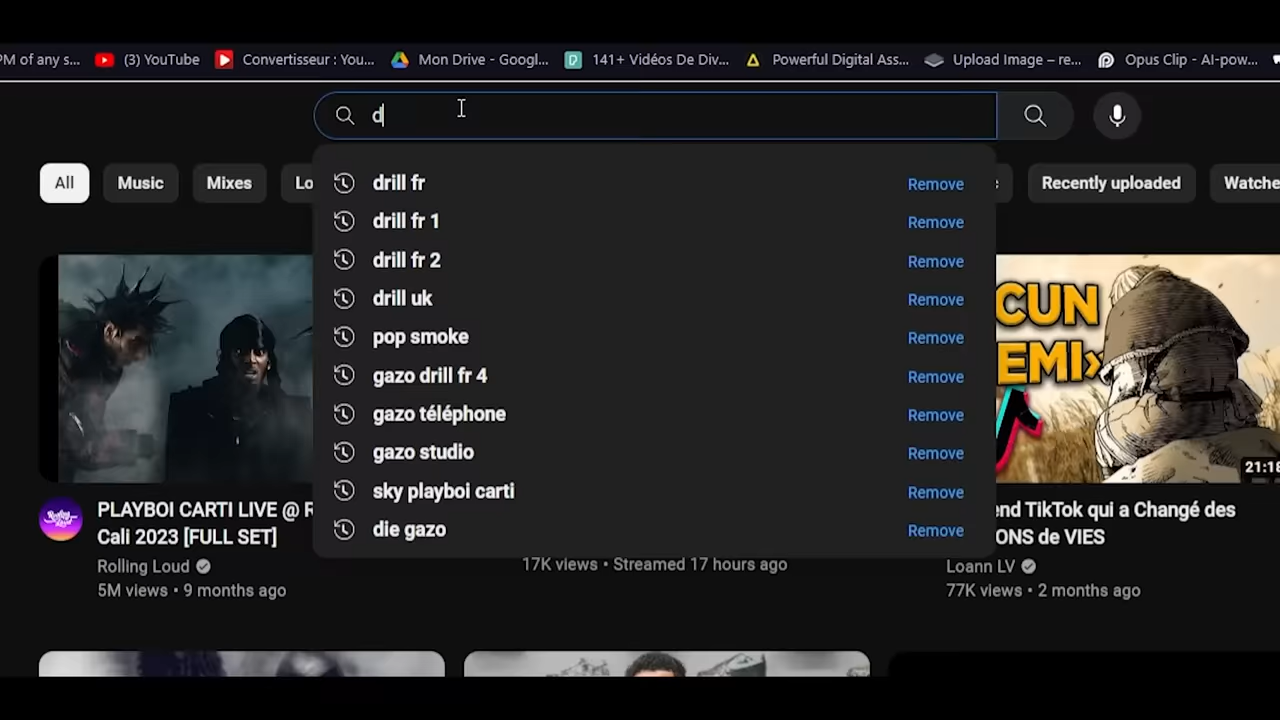 PM of any s... (3) YouTube Convertisseur : You... Mon Drive - Googl... 141+ Vidéos De Div... Powerful Digital Ass... Upload Image – re... Opus Clip - AI-pow...
d
All Music Mixes Lo Recently uploaded Watche
drill fr Remove
drill fr 1 Remove
drill fr 2 Remove
drill uk Remove
pop smoke Remove
gazo drill fr 4 Remove
gazo téléphone Remove
gazo studio Remove
sky playboi carti Remove
die gazo Remove
CUN
EMI
21:18
PLAYBOI CARTI LIVE @ R
Cali 2023 [FULL SET]
Rolling Loud
5M views • 9 months ago
17K views • Streamed 17 hours ago
end TikTok qui a Changé des
ONS de VIES
Loann LV
77K views • 2 months ago